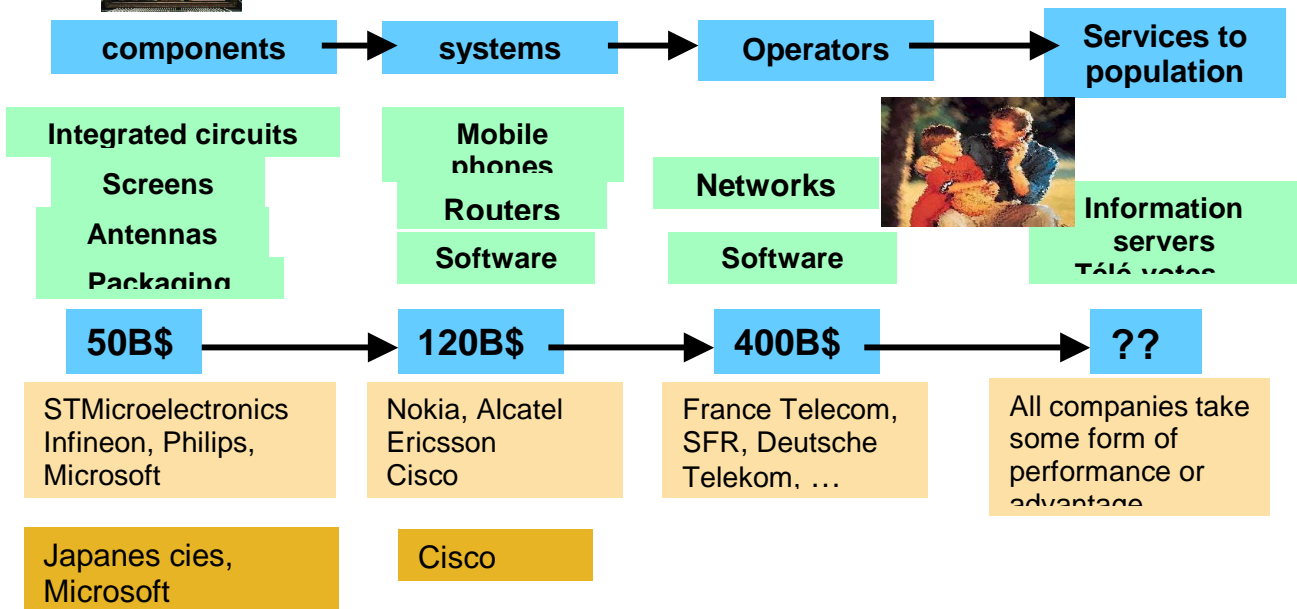 components
systems
Operators
Services to
population
Integrated circuits
Screens
Antennas
Packaging
Mobile
phones
Routers
Software
Networks
Software
Information
servers
Télé votes
50B$
120B$
400B$
??
STMicroelectronics
Infineon, Philips,
Microsoft
Nokia, Alcatel
Ericsson
Cisco
France Telecom,
SFR, Deutsche
Telekom, …
All companies take
some form of
performance or
advantage
Japanes cies,
Microsoft
Cisco